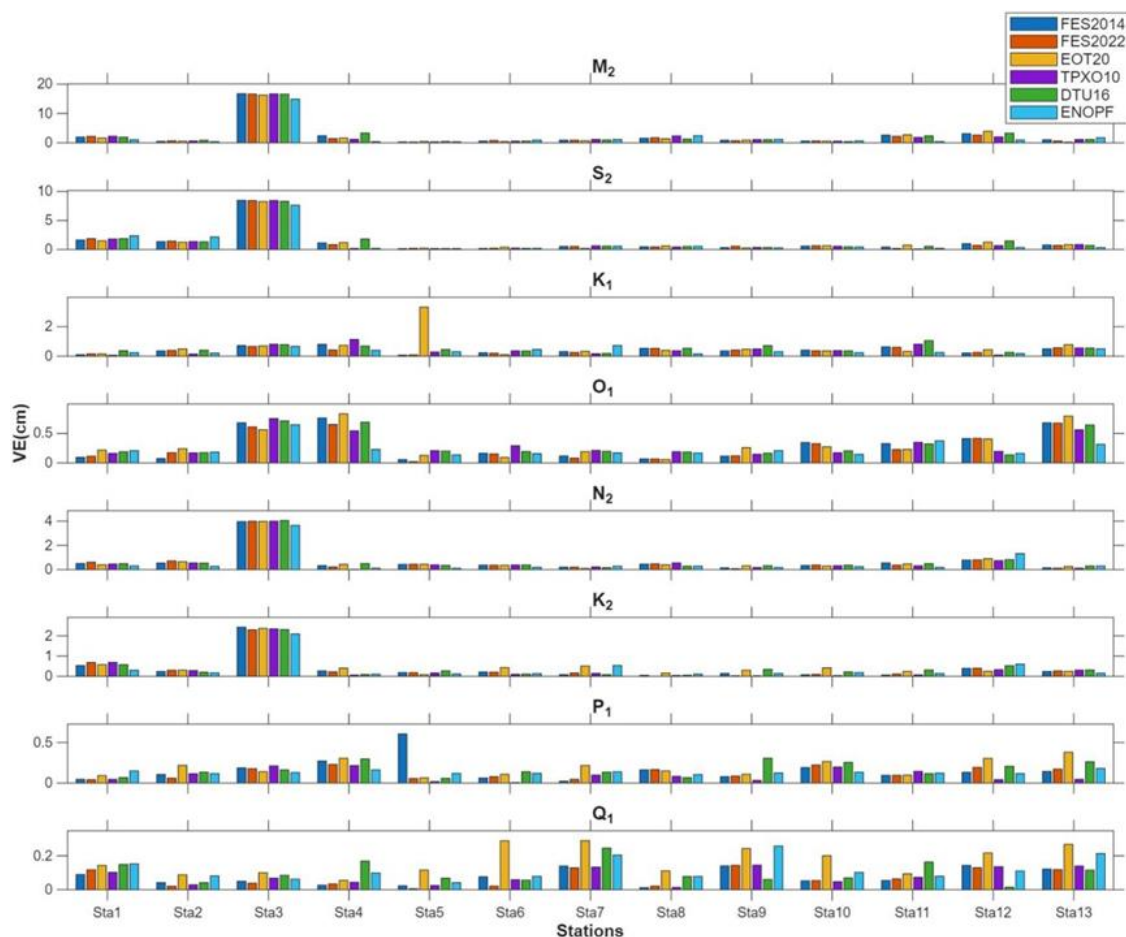 FES2014
FES2022
EOT20
TPXO10
DTU16
ENOPF
M₂
20
10
0
S₂
10
5
0
K₁
2
0
O₁
0.5
0
VE(cm)
N₂
4
2
0
K₂
2
1
0
P₁
0.5
0
Q₁
0.2
0
Sta1 Sta2 Sta3 Sta4 Sta5 Sta6 Sta7 Sta8 Sta9 Sta10 Sta11 Sta12 Sta13
Stations